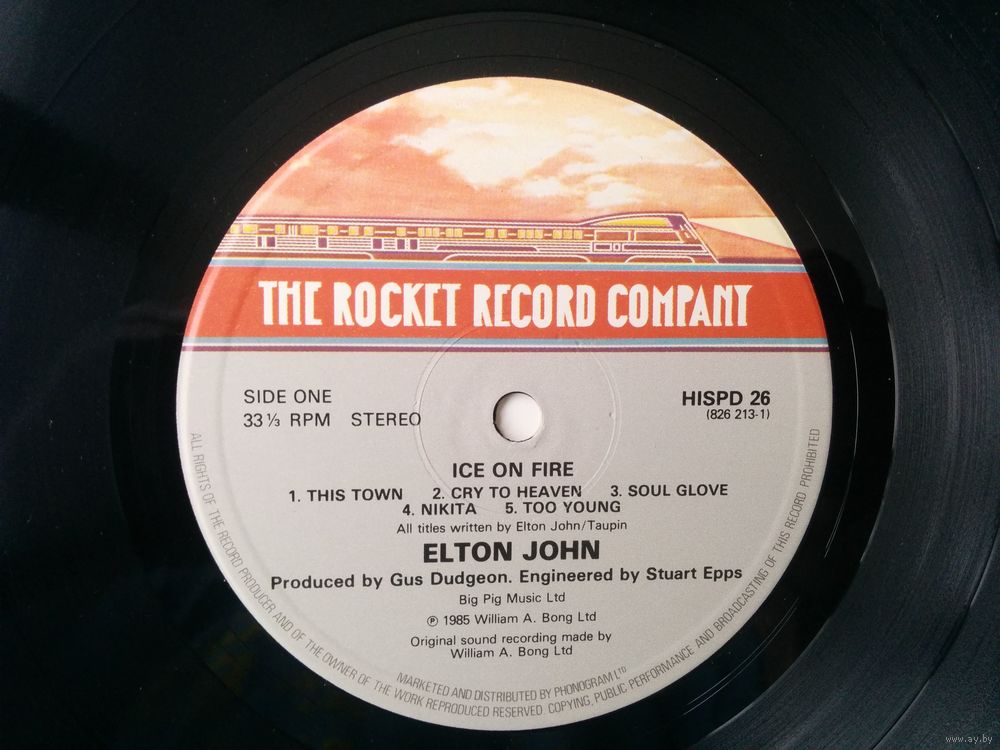 THE ROCKET RECORD COMPANY
SIDE ONE
33⅓ RPM STEREO
HISPD 26
(826 213-1)
ICE ON FIRE
1. THIS TOWN 2. CRY TO HEAVEN 3. SOUL GLOVE
4. NIKITA 5. TOO YOUNG
All titles written by Elton John/Taupin
ELTON JOHN
Produced by Gus Dudgeon. Engineered by Stuart Epps
Big Pig Music Ltd
℗ 1985 William A. Bong Ltd
Original sound recording made by
William A. Bong Ltd
MARKETED AND DISTRIBUTED BY PHONOGRAM LTD
ALL RIGHTS OF THE RECORD PRODUCER AND OF THE OWNER OF THE WORK REPRODUCED RESERVED COPYING, PUBLIC PERFORMANCE AND BROADCASTING OF THIS RECORD PROHIBITED
www.ay.by